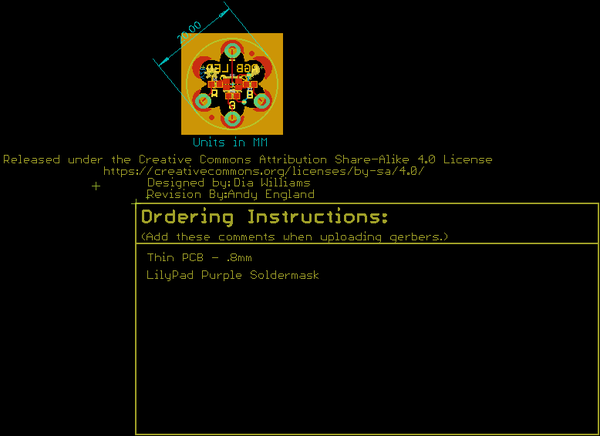 20.00
RGB LED
Units in MM
Released under the Creative Commons Attribution Share-Alike 4.0 License
https://creativecommons.org/licenses/by-sa/4.0/
Designed by:Dia Williams
Revision By:Andy England
Ordering Instructions:
(Add these comments when uploading gerbers.)
Thin PCB - .8mm
LilyPad Purple Soldermask